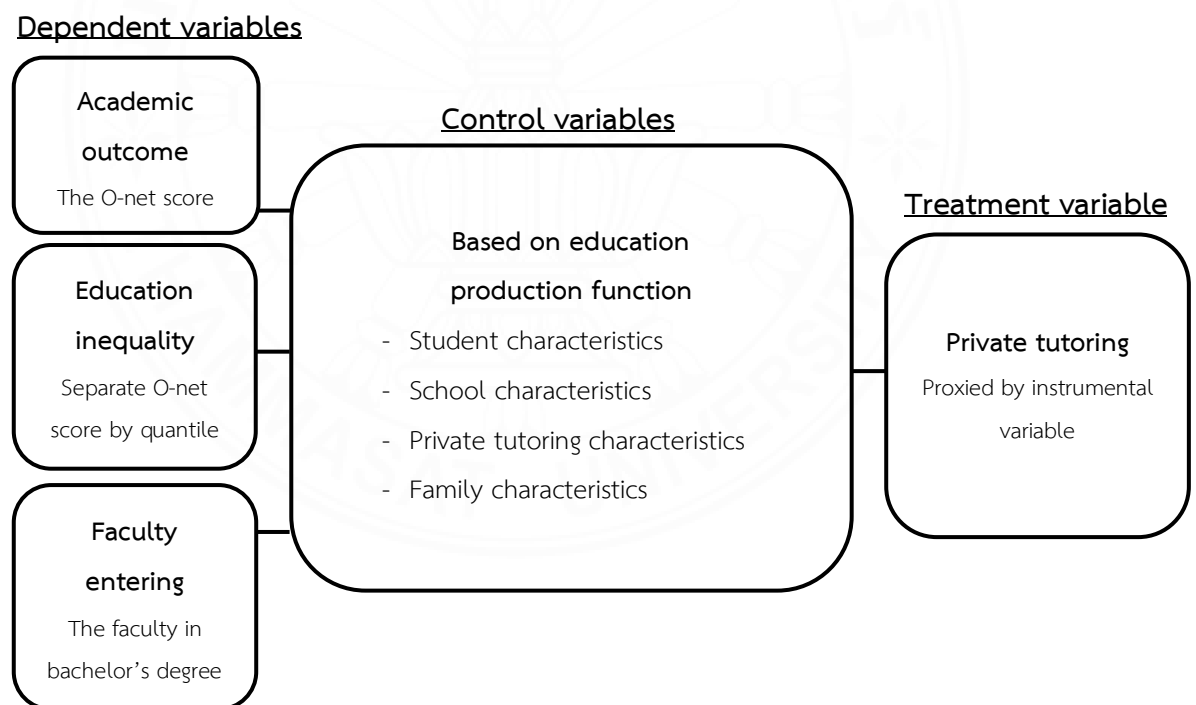 Dependent variables
Academic
outcome
The O-net score
Education
inequality
Separate O-net
score by quantile
Faculty
entering
The faculty in
bachelor’s degree
Control variables
Based on education
production function
- Student characteristics
- School characteristics
- Private tutoring characteristics
- Family characteristics
Treatment variable
Private tutoring
Proxied by instrumental
variable